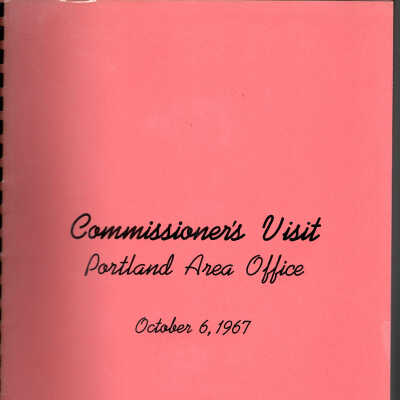 Commissioner's Visit
Portland Area Office
October 6, 1967